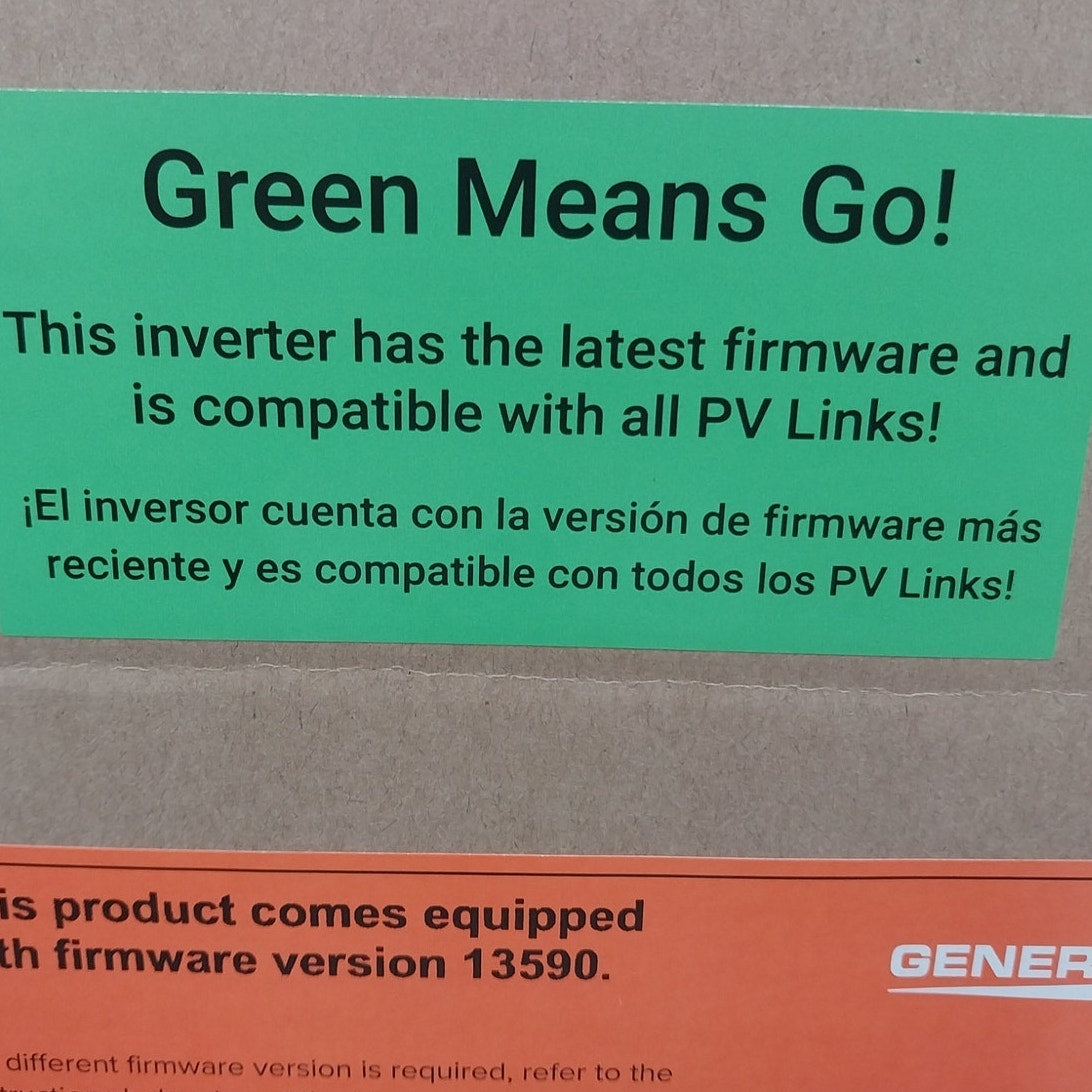 Green Means Go!
This inverter has the latest firmware and
is compatible with all PV Links!
¡El inversor cuenta con la versión de firmware más
reciente y es compatible con todos los PV Links!
is product comes equipped
th firmware version 13590.
GENER
different firmware version is required, refer to the